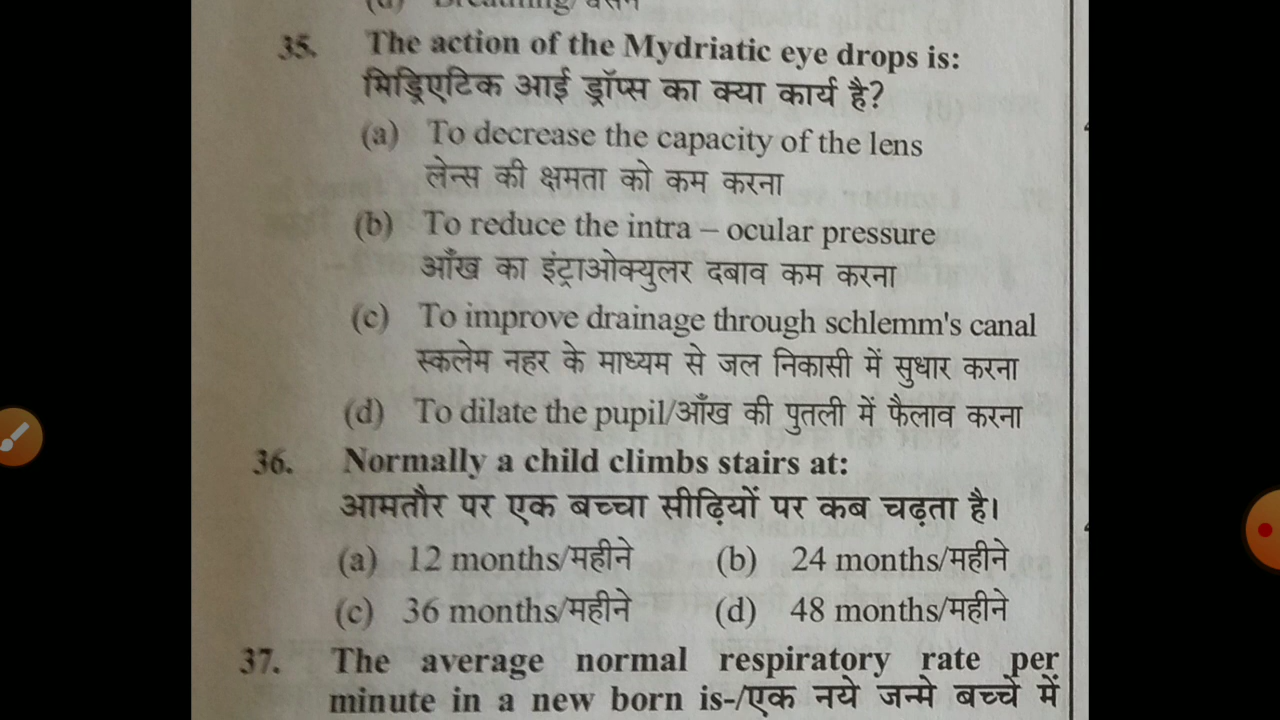 (d) Breathing/श्वसन
35. The action of the Mydriatic eye drops is:
मिड्रिएटिक आई ड्रॉप्स का क्या कार्य है?
(a) To decrease the capacity of the lens
लेन्स की क्षमता को कम करना
(b) To reduce the intra – ocular pressure
आँख का इंट्राओक्युलर दबाव कम करना
(c) To improve drainage through schlemm's canal
स्कलेम नहर के माध्यम से जल निकासी में सुधार करना
(d) To dilate the pupil/आँख की पुतली में फैलाव करना
36. Normally a child climbs stairs at:
आमतौर पर एक बच्चा सीढ़ियों पर कब चढ़ता है।
(a) 12 months/महीने (b) 24 months/महीने
(c) 36 months/महीने (d) 48 months/महीने
37. The average normal respiratory rate per
minute in a new born is-/एक नये जन्मे बच्चे में